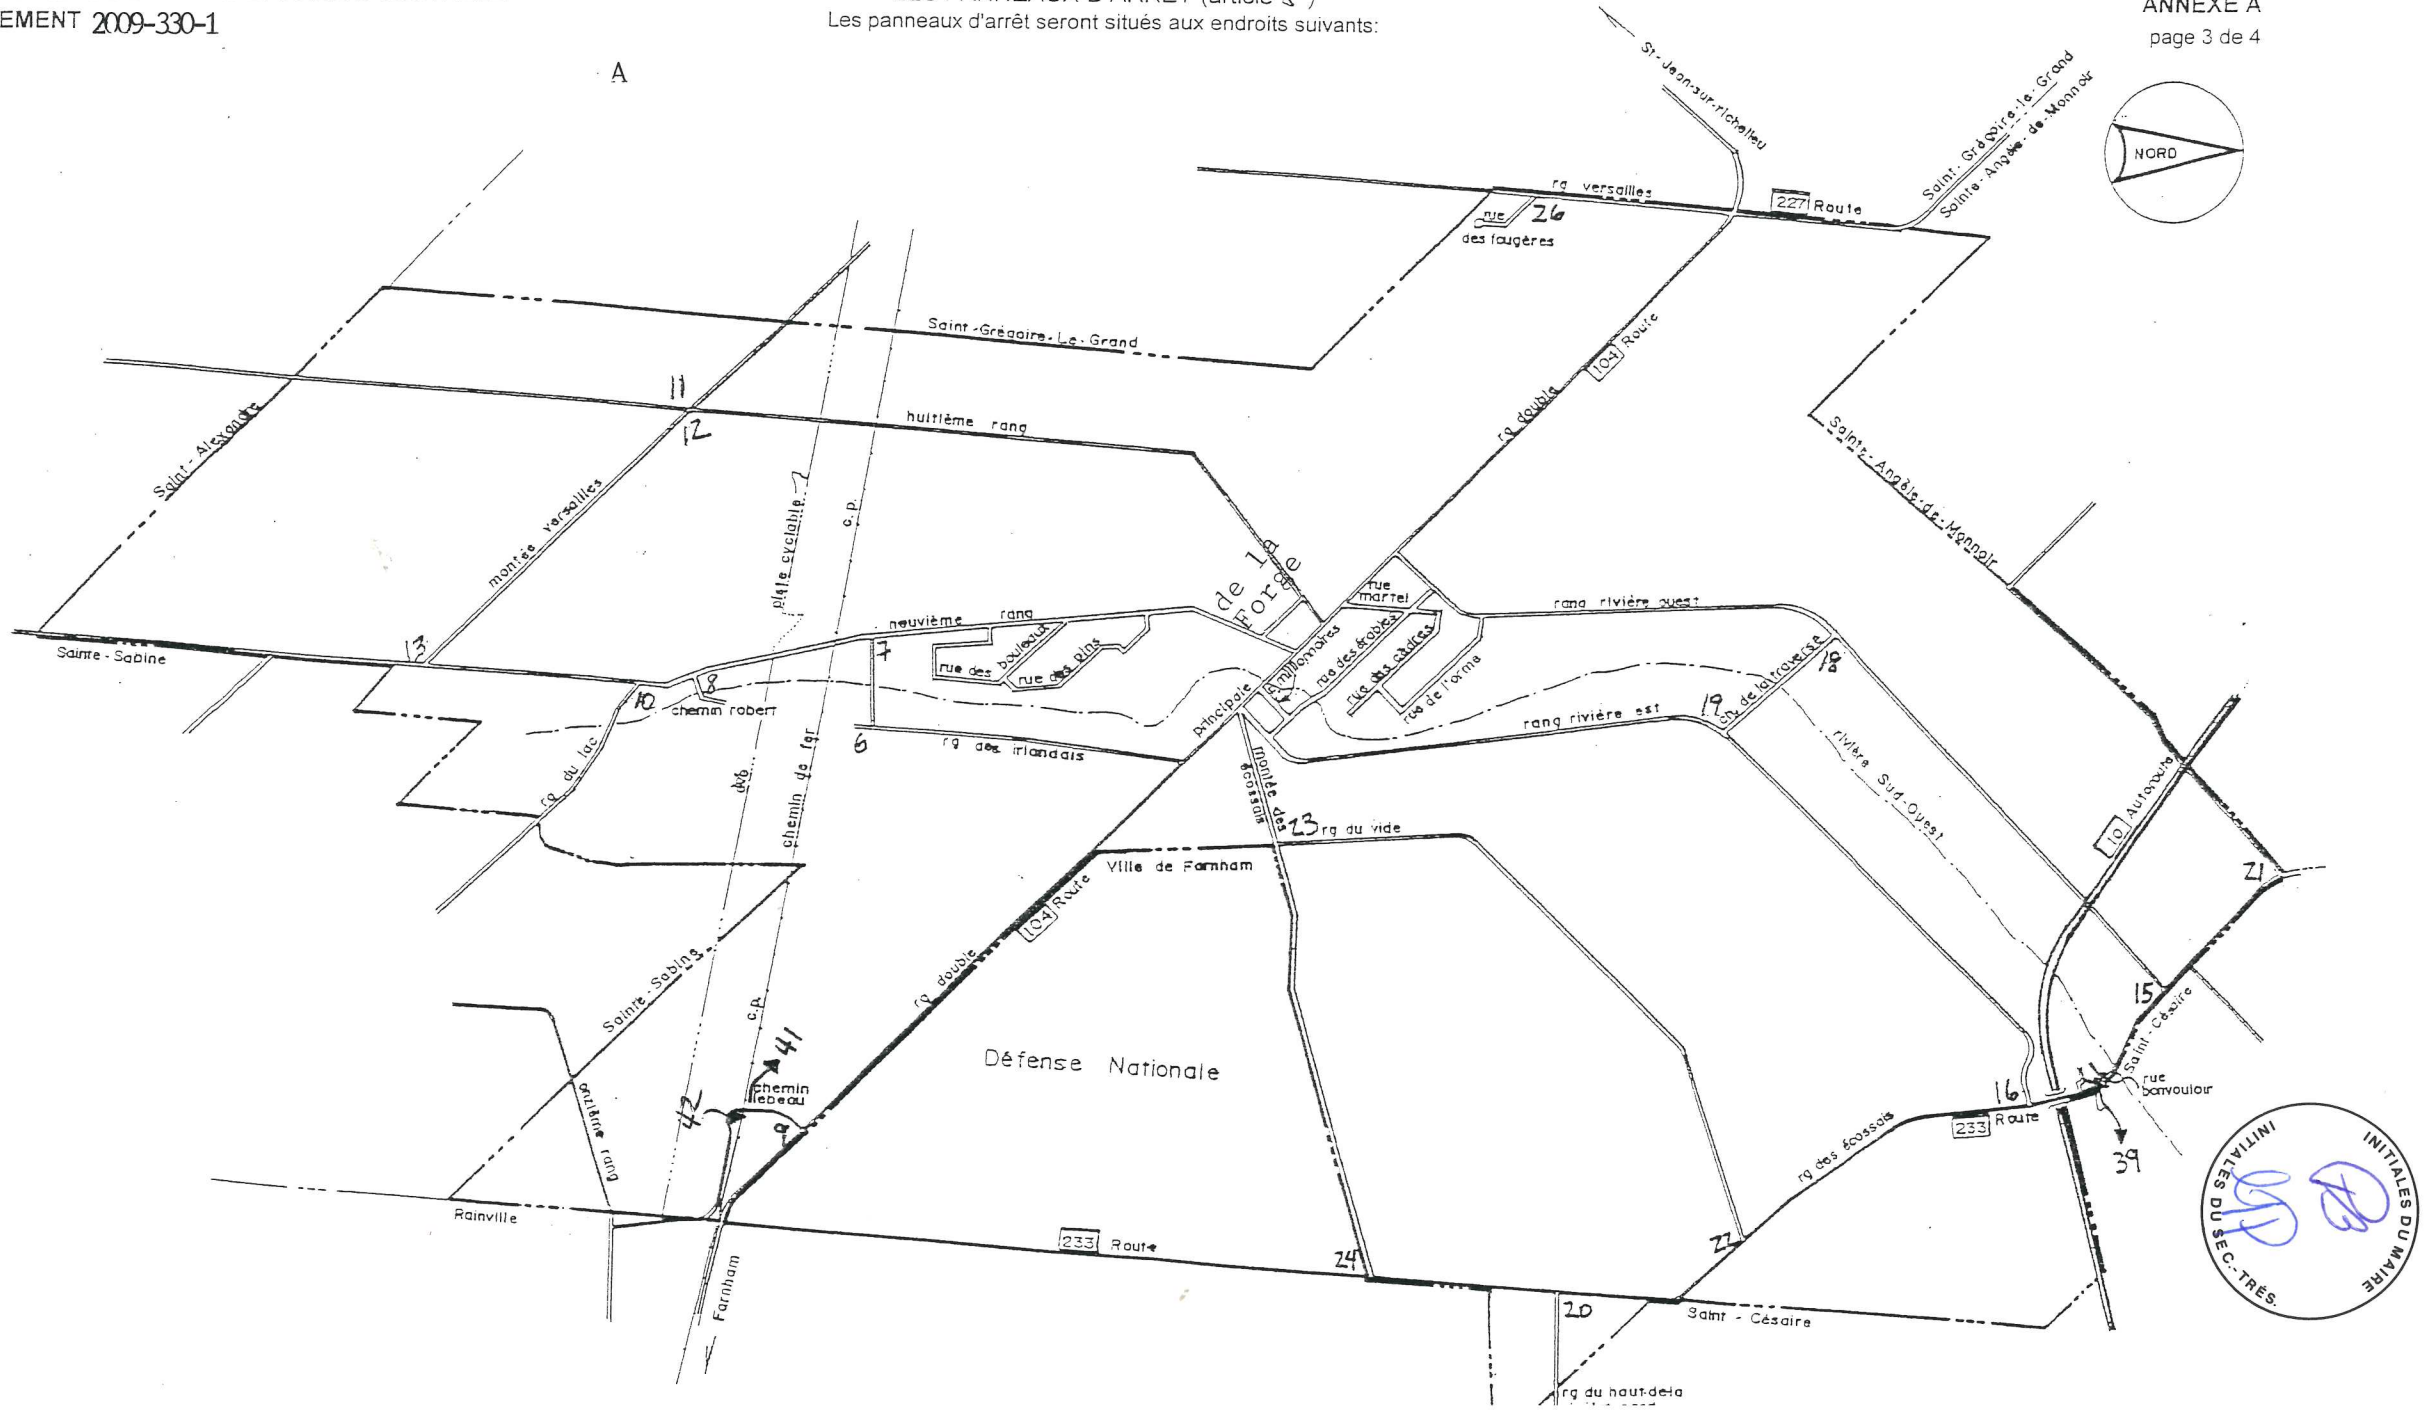 EMENT 2009-330-1
PANNEAUX D'ARRÊT (article
Les panneaux d'arrêt seront situés aux endroits suivants:
ANNEXE A
page 3 de 4
A
NORD
St-Jean-sur-richelieu
Saint-Grégoire-le-Grand
Sainte-Angèle-de-Monnoir
rg versailles
227 Route
rue
des fougères
26
Saint-Grégoire-Le-Grand
104 Route
rg double
11
12
huitième rang
Saint-Alexandre
montée versailles
piste cyclable
c.p.
Sainte-Angèle-de-Monnoir
de la
Forge
rue
martel
rang rivière ouest
neuvième rang
7
13
Sainte-Sabine
rue des bouleaux
rue des pins
millionnaires
rue des érables
rue des cèdres
rue de l'orme
18
ch. de la traverse
19
8
10
chemin robert
principale
rang rivière est
6
rg des irlandais
rg du lac
chemin de fer
montée des
écossais
rivière Sud-Ouest
10 Autoroute
23 rg du vide
Ville de Farnham
21
104 Route
rg double
Sainte-Sabine
c.p.
15
Saint-Césaire
Défense Nationale
41
chemin
lebeau
42
9
onzième rang
16
rue
bonvouloir
233 Route
rg des écossais
39
Rainville
233 Route
24
22
Farnham
20
Saint-Césaire
rg du haut-de-la
INITIALES DU MAIRE
INITIALES DU SEC.-TRÉS.